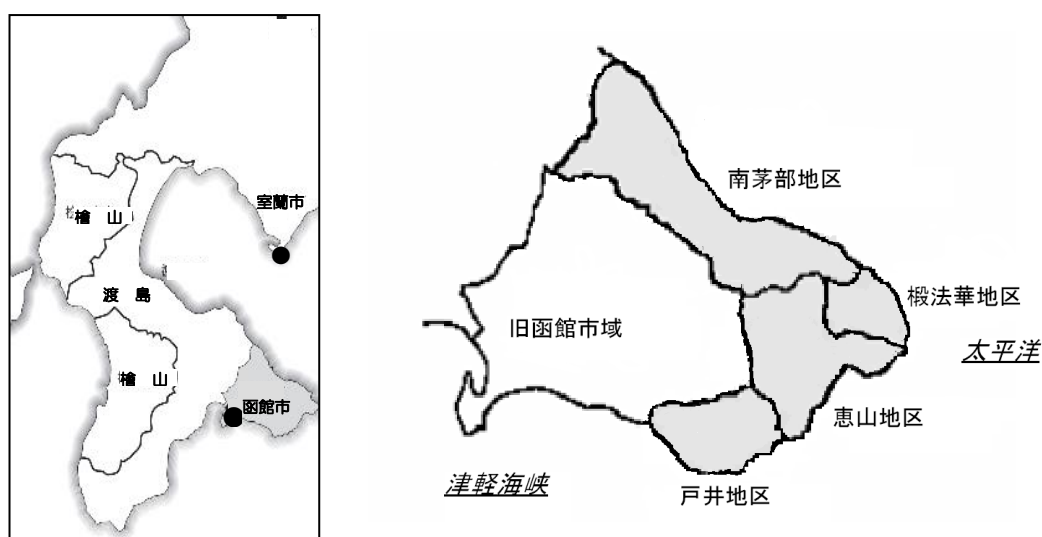 室蘭市
檜 山
渡 島
檜 山
函館市
南茅部地区
椴法華地区
旧函館市域
太平洋
恵山地区
津軽海峡
戸井地区